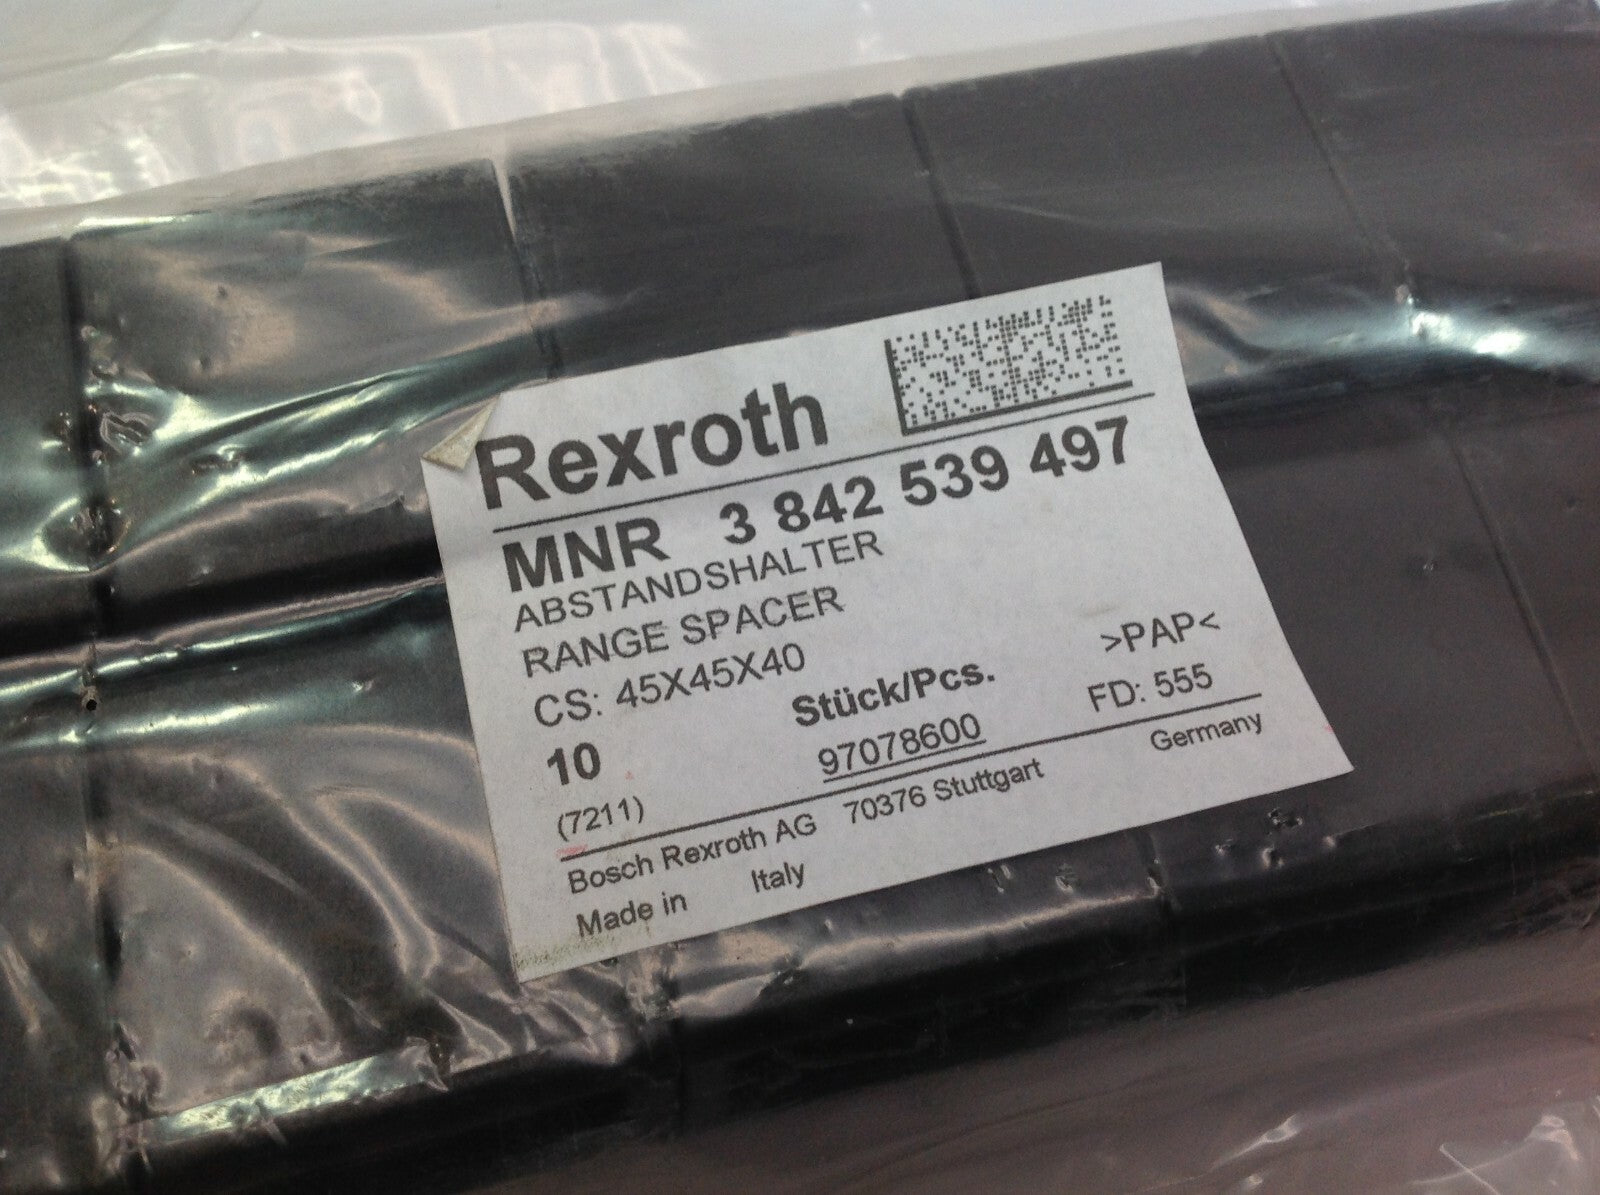 Rexroth
MNR 3 842 539 497
ABSTANDSHALTER
RANGE SPACER
CS: 45X45X40
>PAP<
10 Stück/Pcs.
FD: 555
(7211) 97078600
Bosch Rexroth AG 70376 Stuttgart Germany
Made in Italy